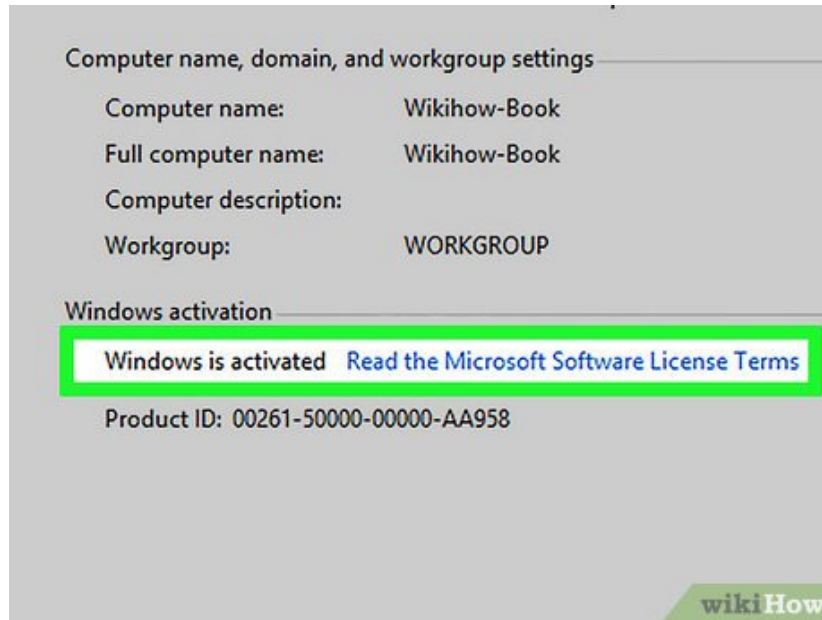 Computer name, domain, and workgroup settings
Computer name: Wikihow-Book
Full computer name: Wikihow-Book
Computer description:
Workgroup: WORKGROUP
Windows activation
Windows is activated Read the Microsoft Software License Terms
Product ID: 00261-50000-00000-AA958
wikiHow